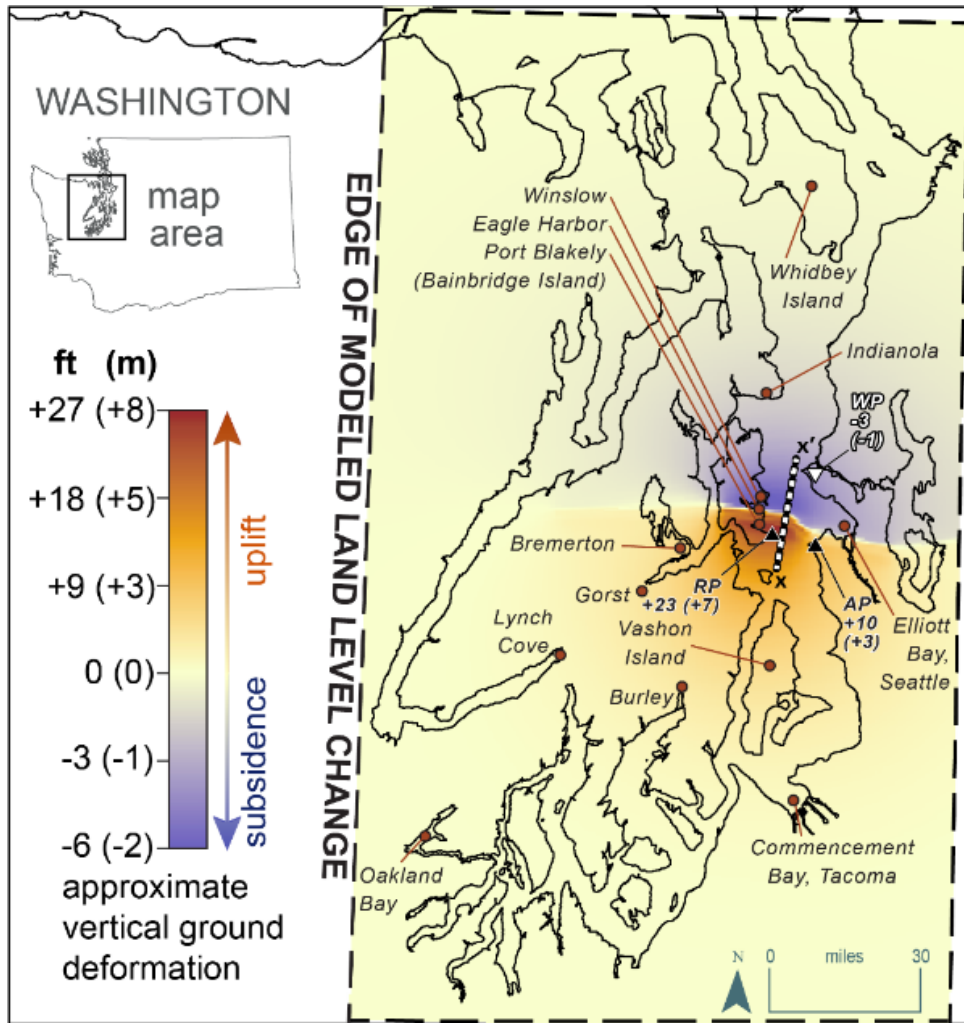 WASHINGTON
map
area
EDGE OF MODELED LAND LEVEL CHANGE
ft (m)
+27 (+8)
+18 (+5)
+9 (+3)
0 (0)
-3 (-1)
-6 (-2)
uplift
subsidence
approximate
vertical ground
deformation
Winslow
Eagle Harbor
Port Blakely
(Bainbridge Island)
Whidbey
Island
Indianola
WP
-3
(-1)
x'
x
Bremerton
Gorst
RP
+23 (+7)
AP
+10
(+3)
Elliott
Bay,
Seattle
Lynch
Cove
Vashon
Island
Burley
Oakland
Bay
Commencement
Bay, Tacoma
N
0 miles 30